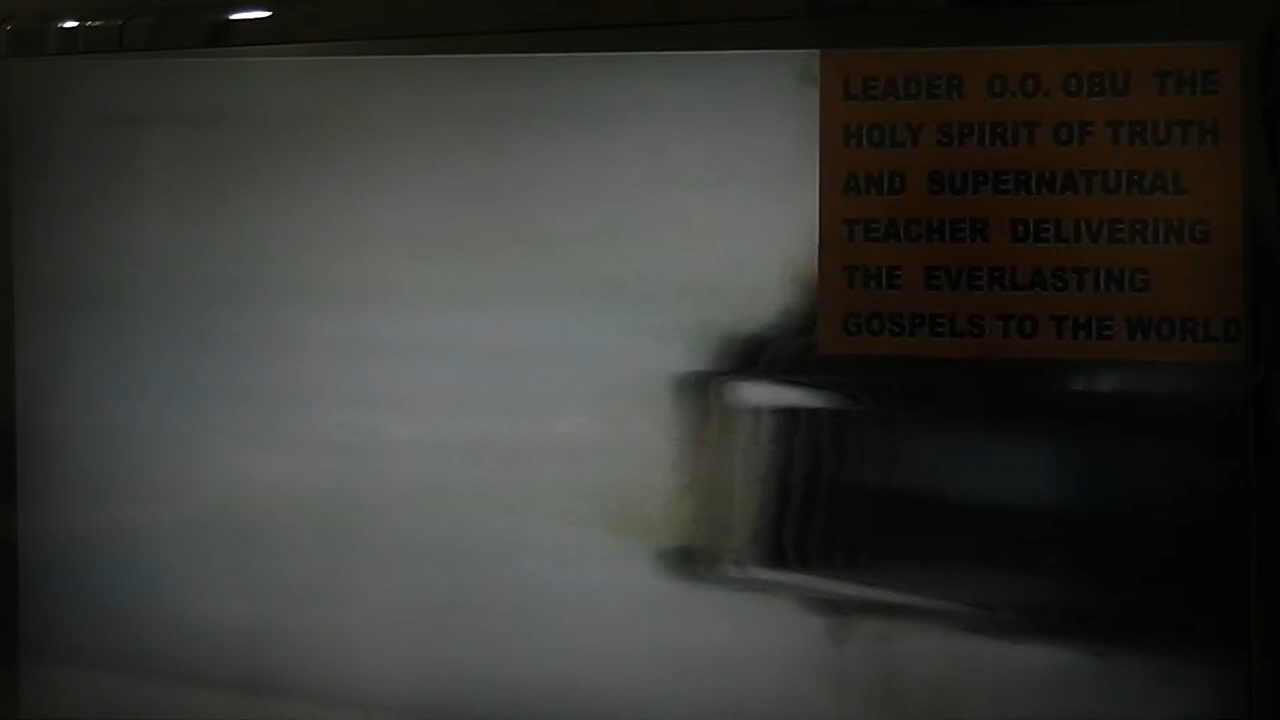 LEADER O.O. OBU THE
HOLY SPIRIT OF TRUTH
AND SUPERNATURAL
TEACHER DELIVERING
THE EVERLASTING
GOSPELS TO THE WORLD